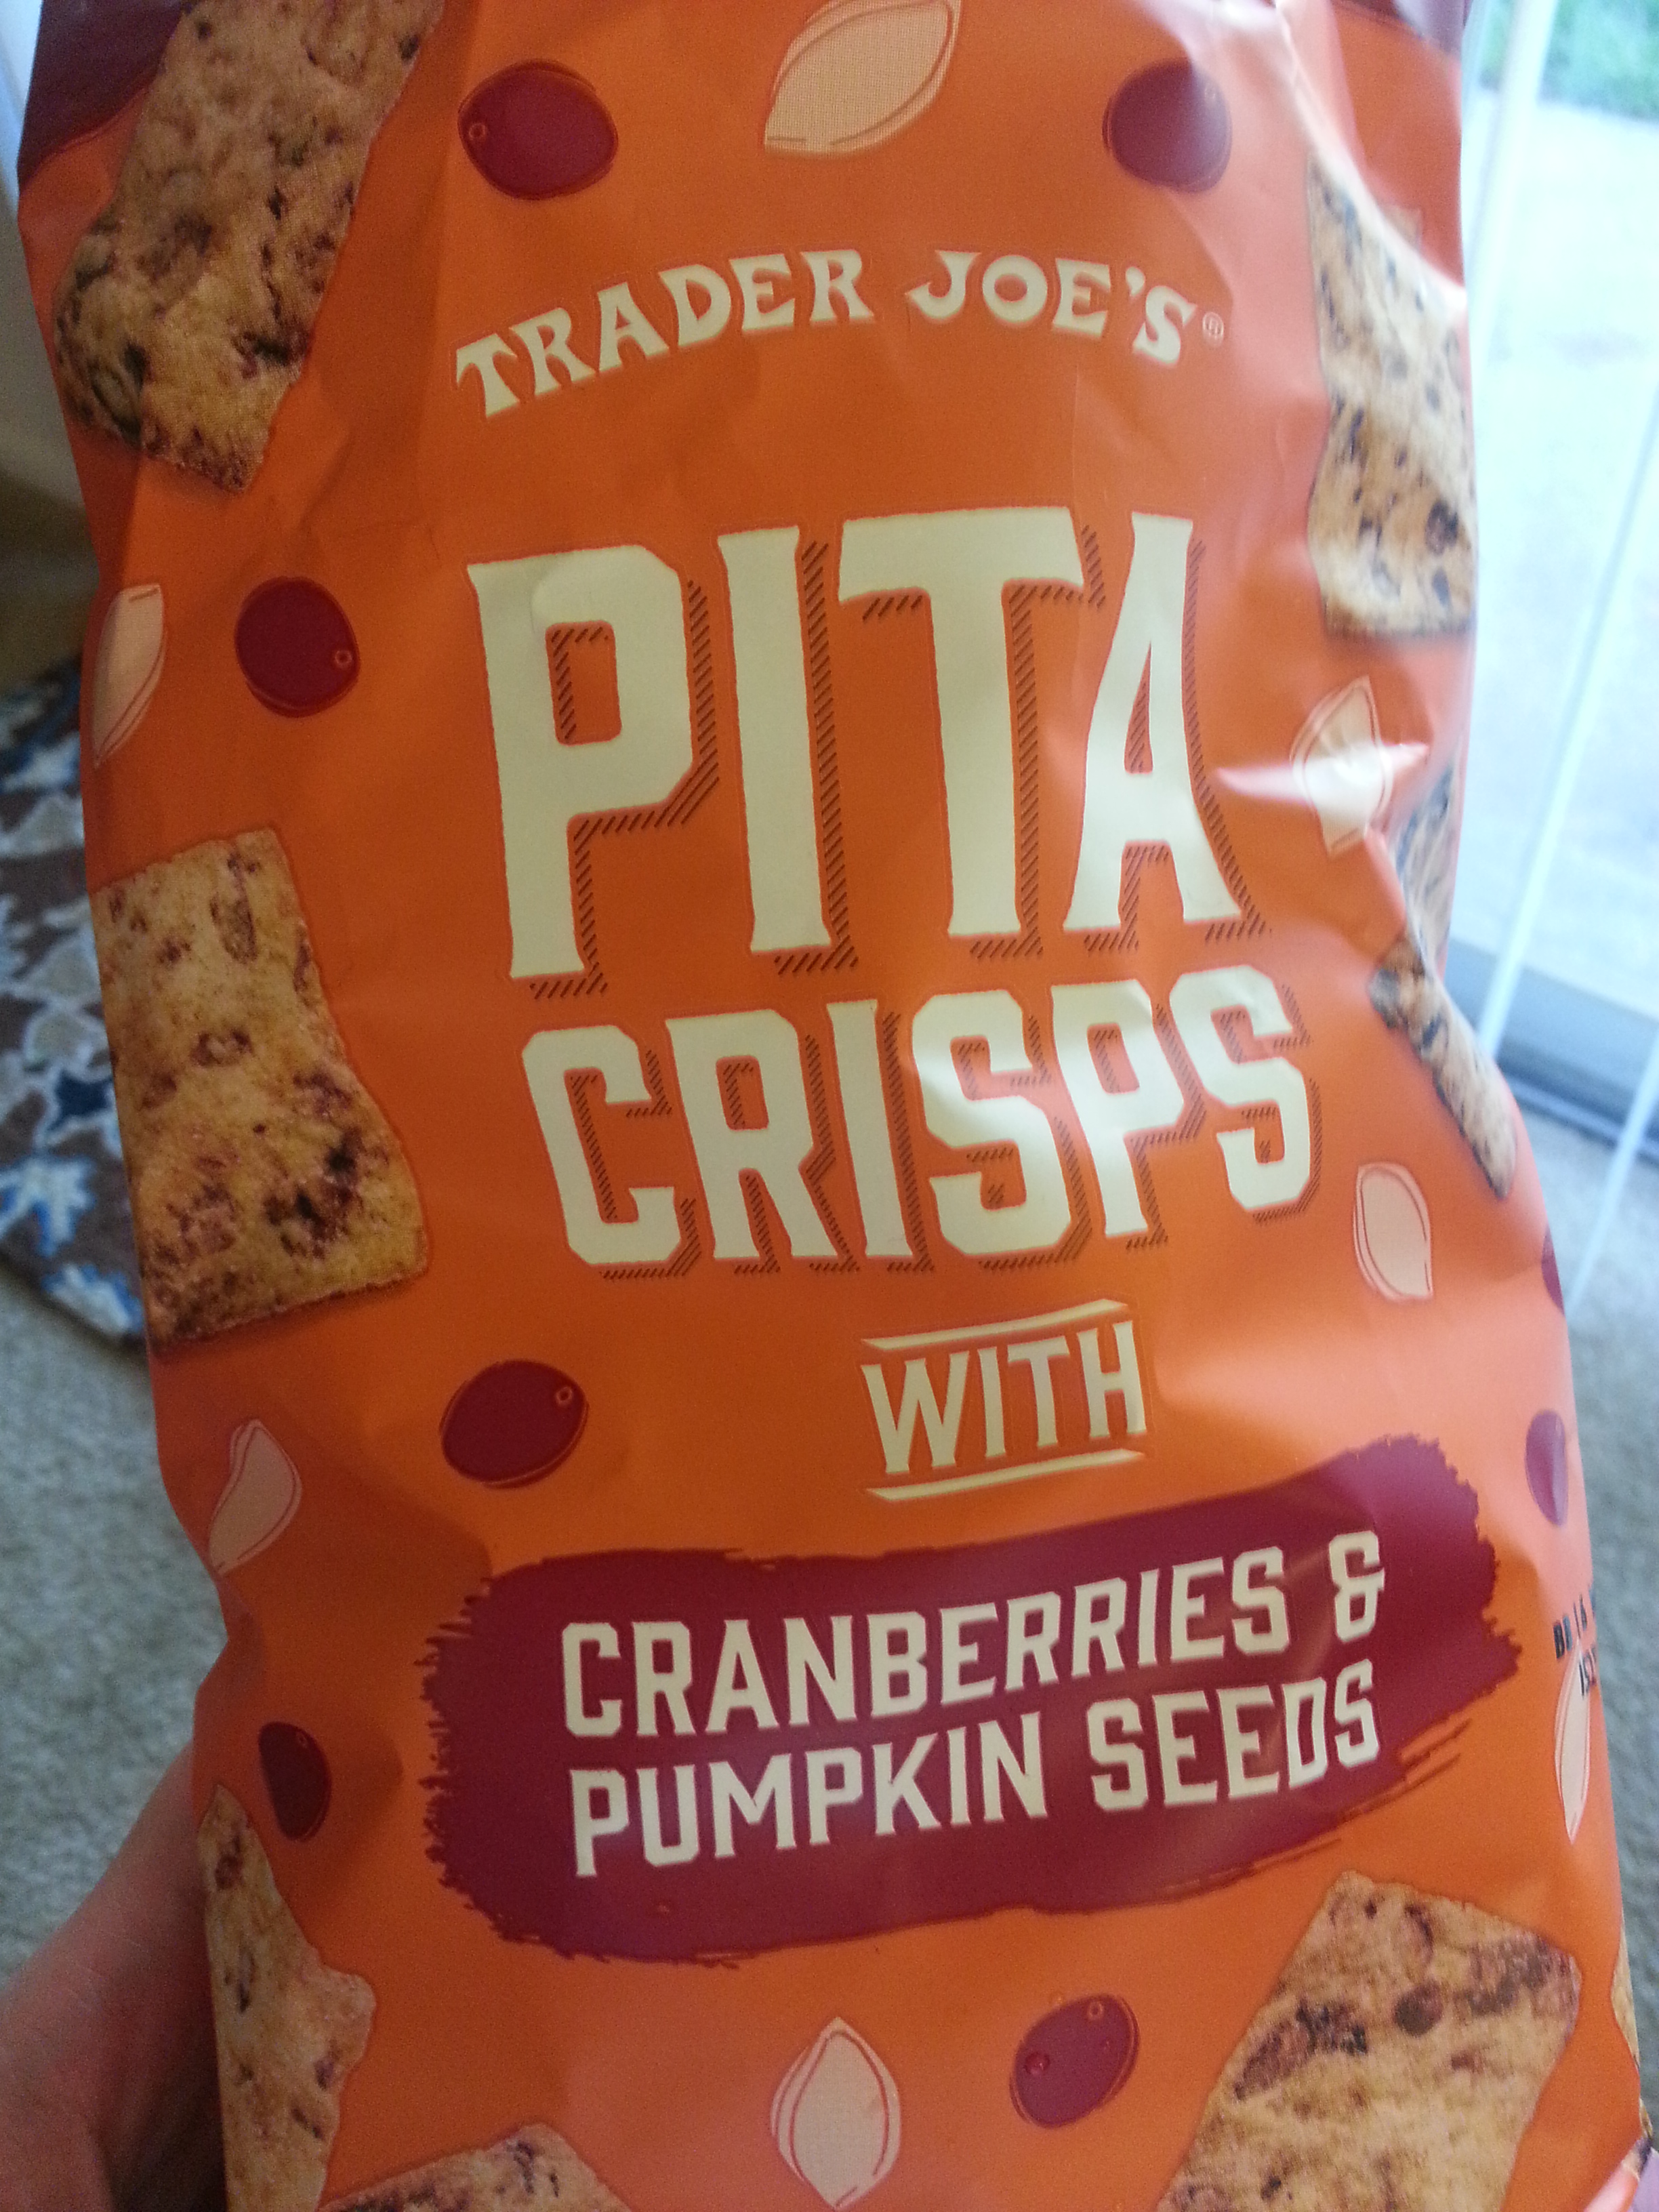 TRADER JOE'S®
PITA
CRISPS
WITH
CRANBERRIES &
PUMPKIN SEEDS